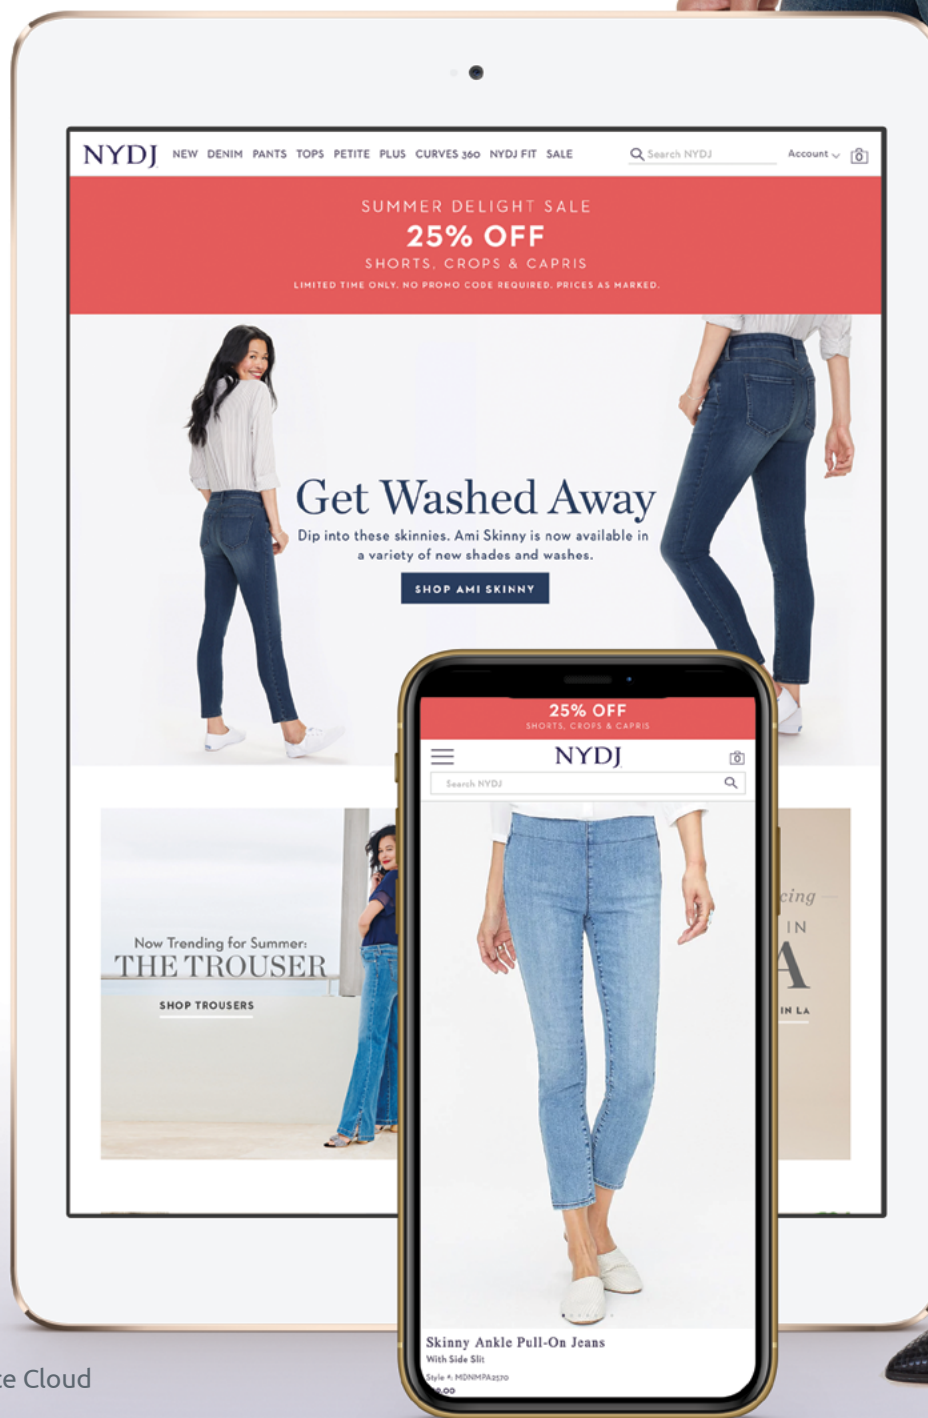 NYDJ NEW DENIM PANTS TOPS PETITE PLUS CURVES 360 NYDJ FIT SALE Search NYDJ Account 0
SUMMER DELIGHT SALE
25% OFF
SHORTS, CROPS & CAPRIS
LIMITED TIME ONLY. NO PROMO CODE REQUIRED. PRICES AS MARKED.
Get Washed Away
Dip into these skinnies. Ami Skinny is now available in
a variety of new shades and washes.
SHOP AMI SKINNY
Now Trending for Summer:
THE TROUSER
SHOP TROUSERS
25% OFF
SHORTS, CROPS & CAPRIS
NYDJ 0
Search NYDJ
Skinny Ankle Pull-On Jeans
With Side Slit
Style #: MDNMPA2570
IN
A
IN LA
Cloud